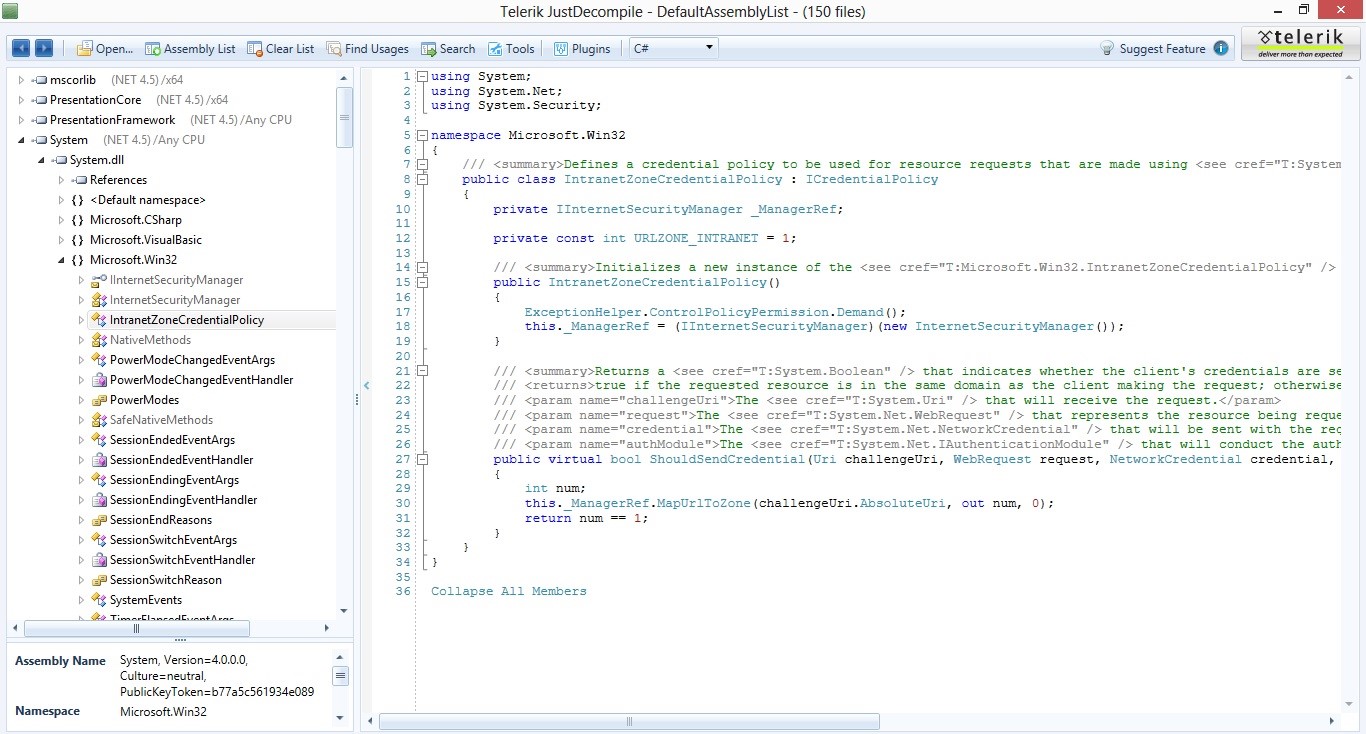 Telerik JustDecompile - DefaultAssemblyList - (150 files)
Open... Assembly List Clear List Find Usages Search Tools Plugins C# Suggest Feature
telerik
deliver more than expected
mscorlib (NET 4.5) /x64
PresentationCore (NET 4.5) /x64
PresentationFramework (NET 4.5) /Any CPU
System (NET 4.5) /Any CPU
System.dll
References
{} <Default namespace>
{} Microsoft.CSharp
{} Microsoft.VisualBasic
{} Microsoft.Win32
IInternetSecurityManager
InternetSecurityManager
IntranetZoneCredentialPolicy
NativeMethods
PowerModeChangedEventArgs
PowerModeChangedEventHandler
PowerModes
SafeNativeMethods
SessionEndedEventArgs
SessionEndedEventHandler
SessionEndingEventArgs
SessionEndingEventHandler
SessionEndReasons
SessionSwitchEventArgs
SessionSwitchEventHandler
SessionSwitchReason
SystemEvents
TimerElapsedEventArgs
Assembly Name System, Version=4.0.0.0,
Culture=neutral,
PublicKeyToken=b77a5c561934e089
Namespace Microsoft.Win32
1 using System;
2 using System.Net;
3 using System.Security;
4
5 namespace Microsoft.Win32
6 {
7 /// <summary>Defines a credential policy to be used for resource requests that are made using <see cref="T:System
8 public class IntranetZoneCredentialPolicy : ICredentialPolicy
9 {
10 private IInternetSecurityManager _ManagerRef;
11
12 private const int URLZONE_INTRANET = 1;
13
14 /// <summary>Initializes a new instance of the <see cref="T:Microsoft.Win32.IntranetZoneCredentialPolicy" />
15 public IntranetZoneCredentialPolicy()
16 {
17 ExceptionHelper.ControlPolicyPermission.Demand();
18 this._ManagerRef = (IInternetSecurityManager)(new InternetSecurityManager());
19 }
20
21 /// <summary>Returns a <see cref="T:System.Boolean" /> that indicates whether the client's credentials are se
22 /// <returns>true if the requested resource is in the same domain as the client making the request; otherwise
23 /// <param name="challengeUri">The <see cref="T:System.Uri" /> that will receive the request.</param>
24 /// <param name="request">The <see cref="T:System.Net.WebRequest" /> that represents the resource being reque
25 /// <param name="credential">The <see cref="T:System.Net.NetworkCredential" /> that will be sent with the req
26 /// <param name="authModule">The <see cref="T:System.Net.IAuthenticationModule" /> that will conduct the auth
27 public virtual bool ShouldSendCredential(Uri challengeUri, WebRequest request, NetworkCredential credential,
28 {
29 int num;
30 this._ManagerRef.MapUrlToZone(challengeUri.AbsoluteUri, out num, 0);
31 return num == 1;
32 }
33 }
34 }
35
36 Collapse All Members